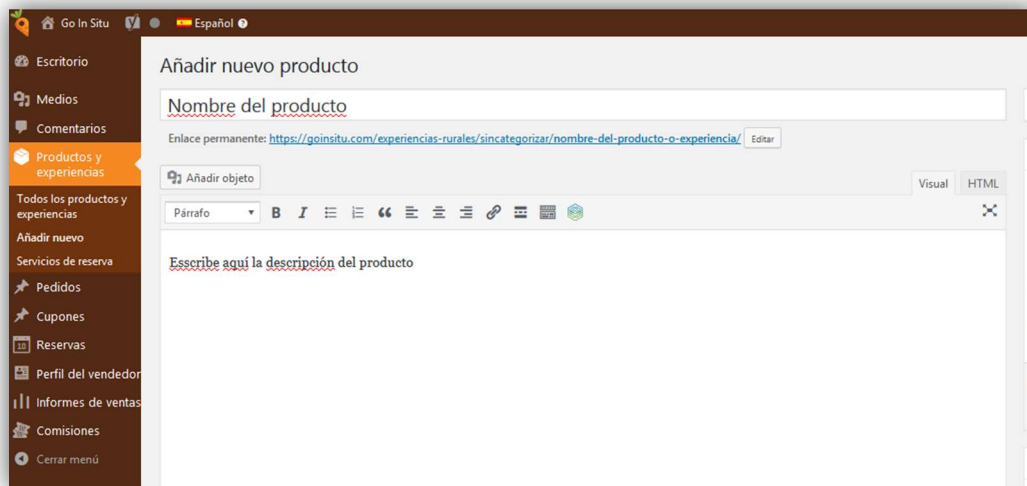 Go In Situ Español
Escritorio
Medios
Comentarios
Productos y
experiencias
Todos los productos y
experiencias
Añadir nuevo
Servicios de reserva
Pedidos
Cupones
Reservas
Perfil del vendedor
Informes de ventas
Comisiones
Cerrar menú
Añadir nuevo producto
Nombre del producto
Enlace permanente: https://goinsitu.com/experiencias-rurales/sincategorizar/nombre-del-producto-o-experiencia/ Editar
Añadir objeto
Visual HTML
Párrafo B I
Esscribe aquí la descripción del producto